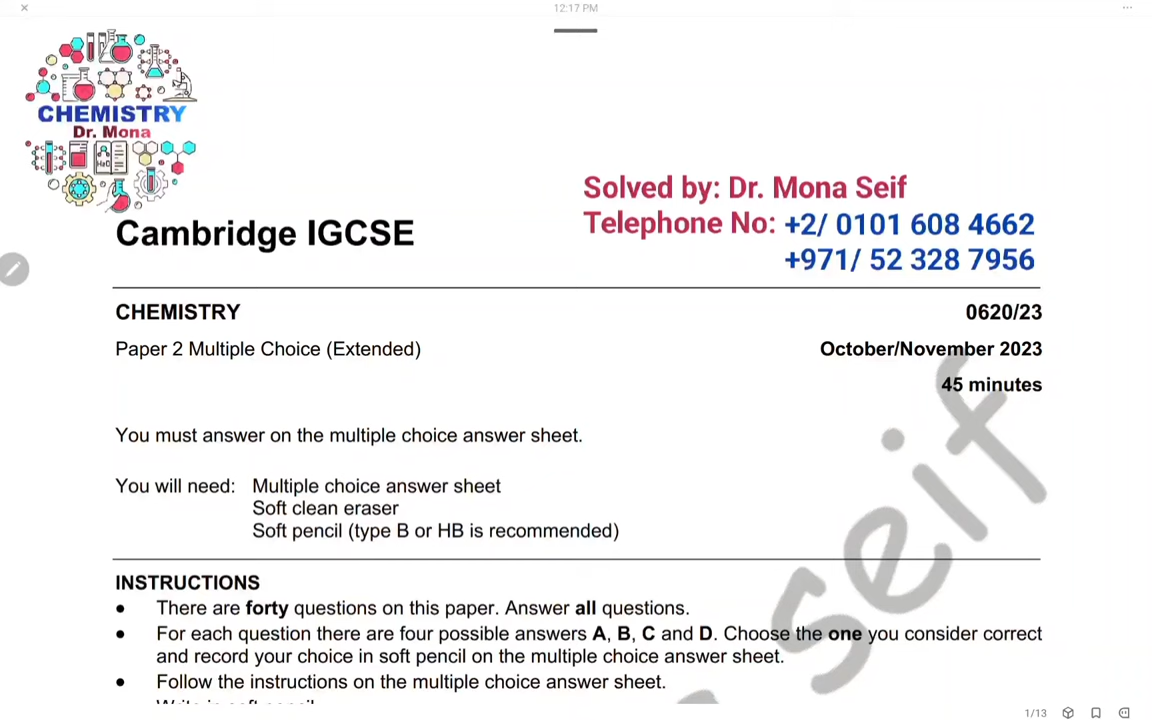 12:17 PM
CHEMISTRY
Dr. Mona
Solved by: Dr. Mona Seif
Telephone No: +2/ 0101 608 4662
+971/ 52 328 7956
Cambridge IGCSE
CHEMISTRY 0620/23
Paper 2 Multiple Choice (Extended) October/November 2023
45 minutes
You must answer on the multiple choice answer sheet.
You will need: Multiple choice answer sheet
Soft clean eraser
Soft pencil (type B or HB is recommended)
INSTRUCTIONS
● There are forty questions on this paper. Answer all questions.
● For each question there are four possible answers A, B, C and D. Choose the one you consider correct
and record your choice in soft pencil on the multiple choice answer sheet.
● Follow the instructions on the multiple choice answer sheet.
seif
1/13